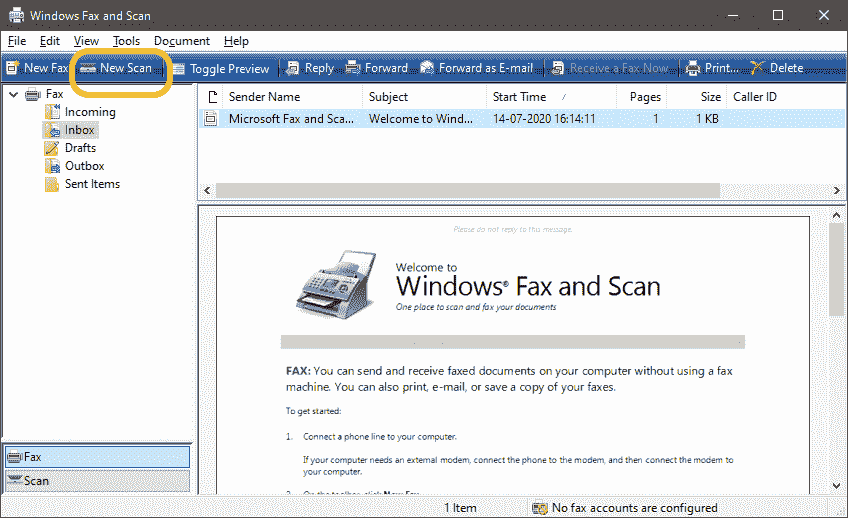 Windows Fax and Scan
File Edit View Tools Document Help
New Fax New Scan Toggle Preview Reply Forward Forward as E-mail Receive a Fax Now Print... Delete
Fax
Incoming
Inbox
Drafts
Outbox
Sent Items
Sender Name Subject Start Time Pages Size Caller ID
Microsoft Fax and Sca... Welcome to Wind... 14-07-2020 16:14:11 1 1 KB
Please do not reply to this message.
Welcome to
Windows® Fax and Scan
One place to scan and fax your documents
FAX: You can send and receive faxed documents on your computer without using a fax
machine. You can also print, e-mail, or save a copy of your faxes.
To get started:
1. Connect a phone line to your computer.
If your computer needs an external modem, connect the phone to the modem, and then connect the modem to
your computer.
2. On the toolbar, click New Fax.
Fax
Scan
1 Item No fax accounts are configured